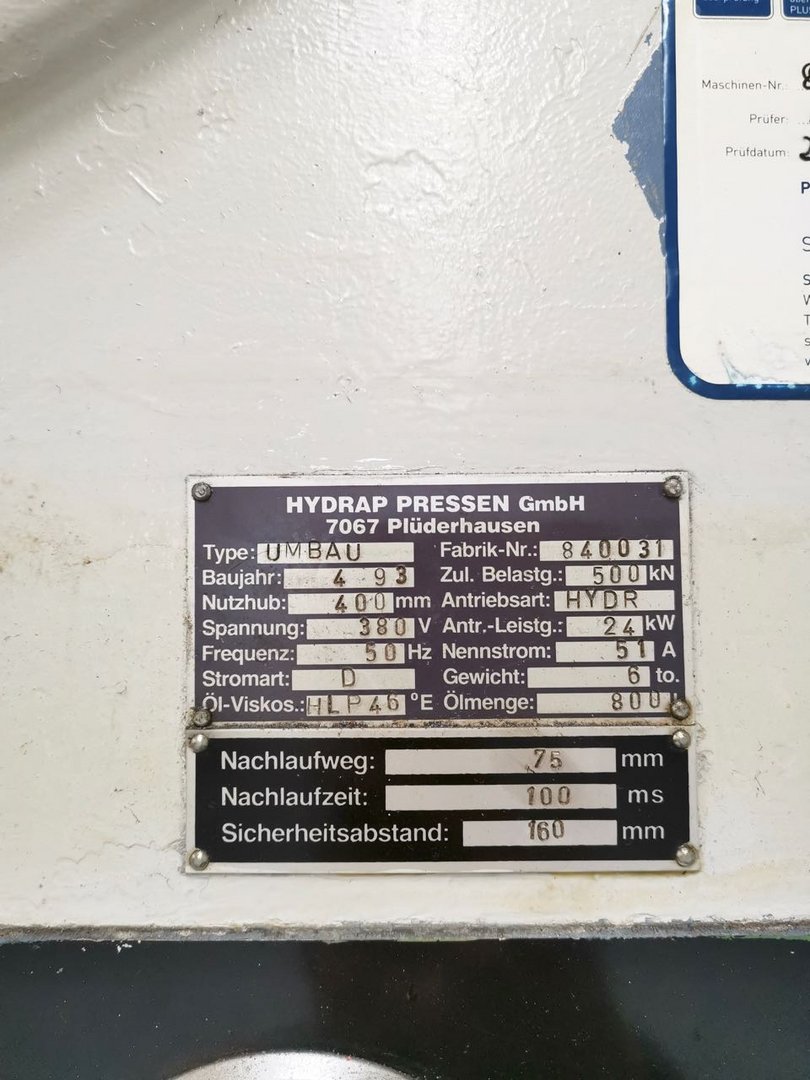 Maschinen-Nr.:
Prüfer:
Prüfdatum:
HYDRAP PRESSEN GmbH
7067 Plüderhausen
Type: UMBAU Fabrik-Nr.: 840031
Baujahr: 4 93 Zul. Belastg.: 500 kN
Nutzhub: 400 mm Antriebsart: HYDR
Spannung: 380 V Antr.-Leistg.: 24 kW
Frequenz: 50 Hz Nennstrom: 51 A
Stromart: D Gewicht: 6 to.
Öl-Viskos.: HLP46 °E Ölmenge: 800 l
Nachlaufweg: 75 mm
Nachlaufzeit: 100 ms
Sicherheitsabstand: 160 mm